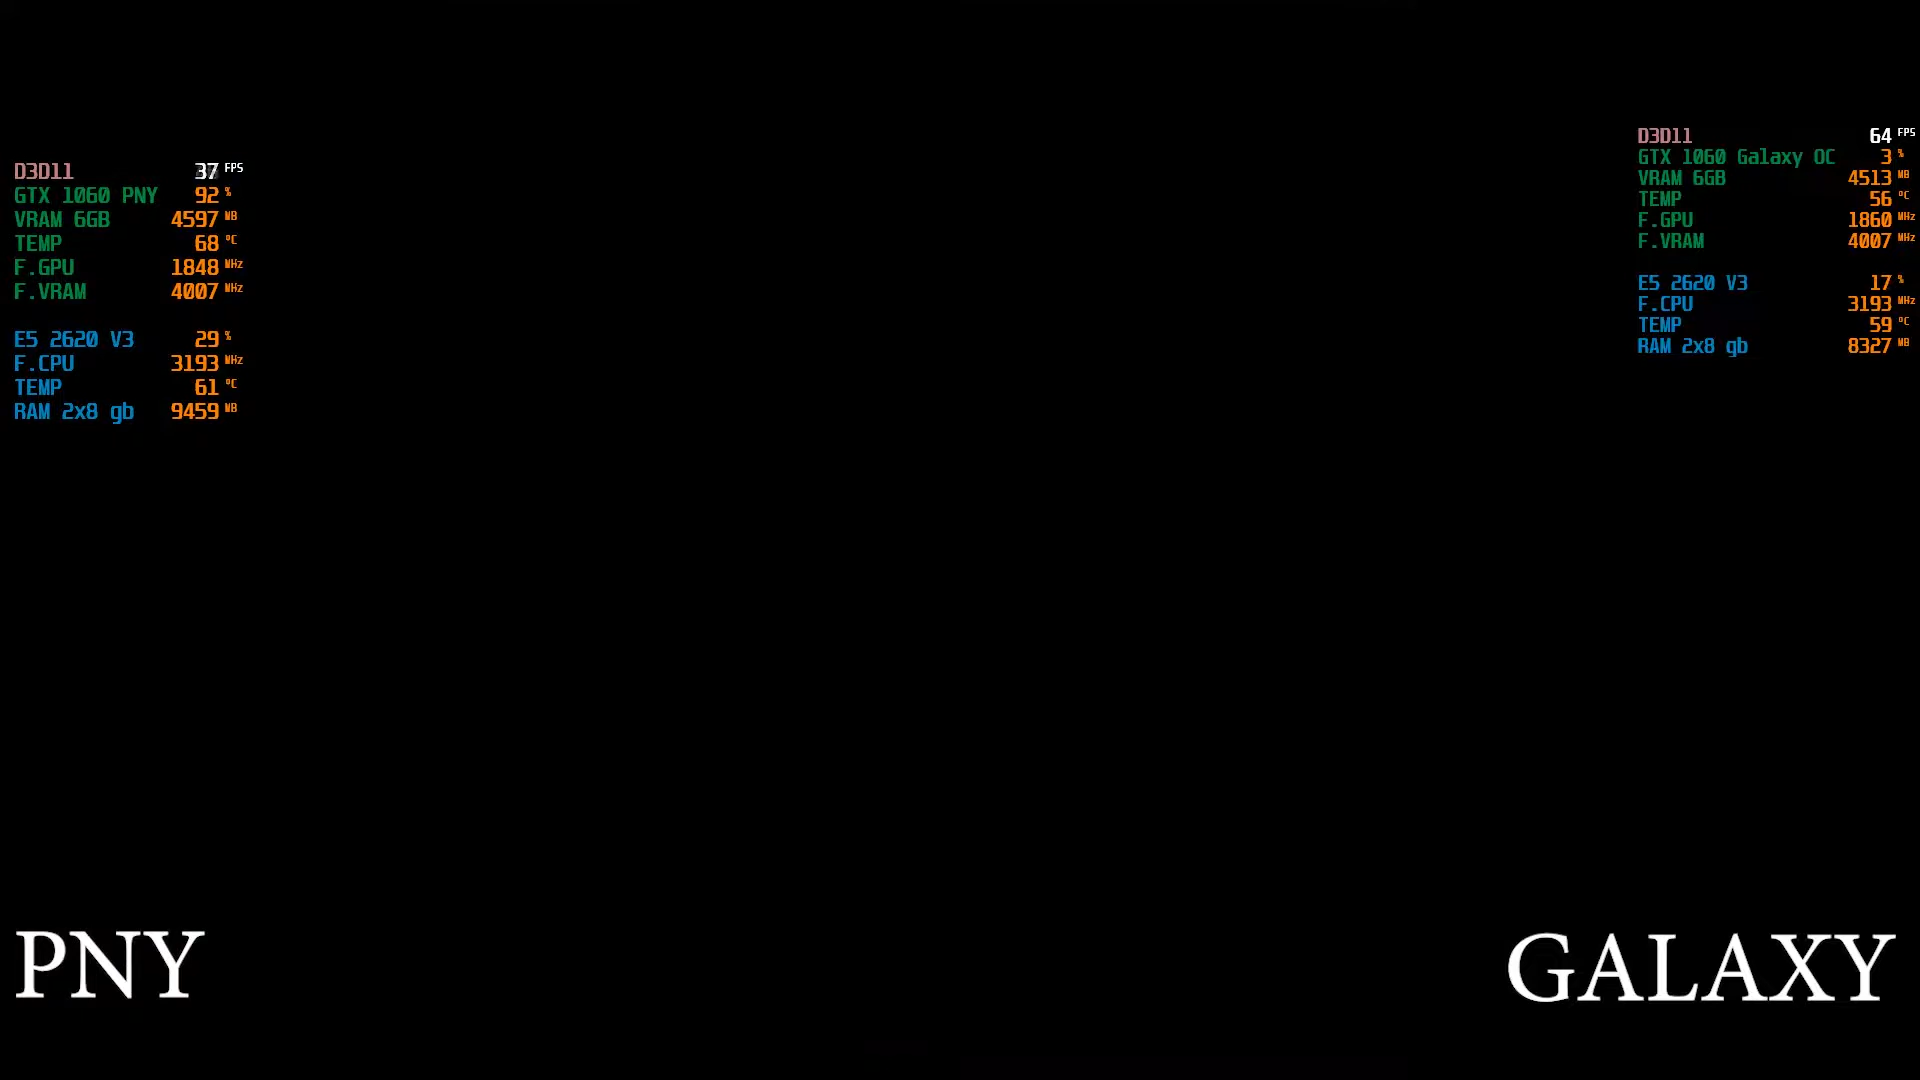 D3D11 37 FPS
GTX 1060 PNY 92 %
VRAM 6GB 4597 MB
TEMP 68 °C
F.GPU 1848 MHz
F.VRAM 4007 MHz
E5 2620 V3 29 %
F.CPU 3193 MHz
TEMP 61 °C
RAM 2x8 gb 9459 MB
PNY
D3D11 64 FPS
GTX 1060 Galaxy OC 3 %
VRAM 6GB 4513 MB
TEMP 56 °C
F.GPU 1860 MHz
F.VRAM 4007 MHz
E5 2620 V3 17 %
F.CPU 3193 MHz
TEMP 59 °C
RAM 2x8 gb 8327 MB
GALAXY